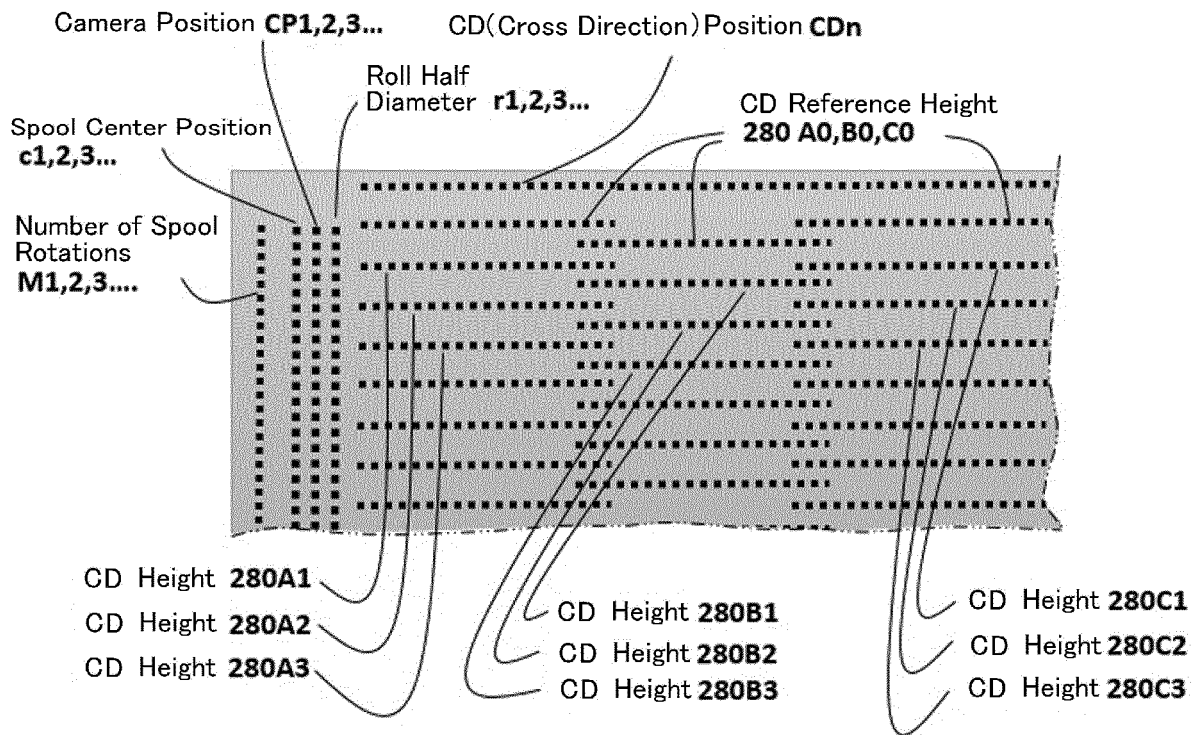 Camera Position CP1,2,3...
CD(Cross Direction)Position CDn
Roll Half
Diameter r1,2,3...
CD Reference Height
280 A0,B0,C0
Spool Center Position
c1,2,3...
Number of Spool
Rotations
M1,2,3....
CD Height 280A1
CD Height 280A2
CD Height 280A3
CD Height 280B1
CD Height 280B2
CD Height 280B3
CD Height 280C1
CD Height 280C2
CD Height 280C3